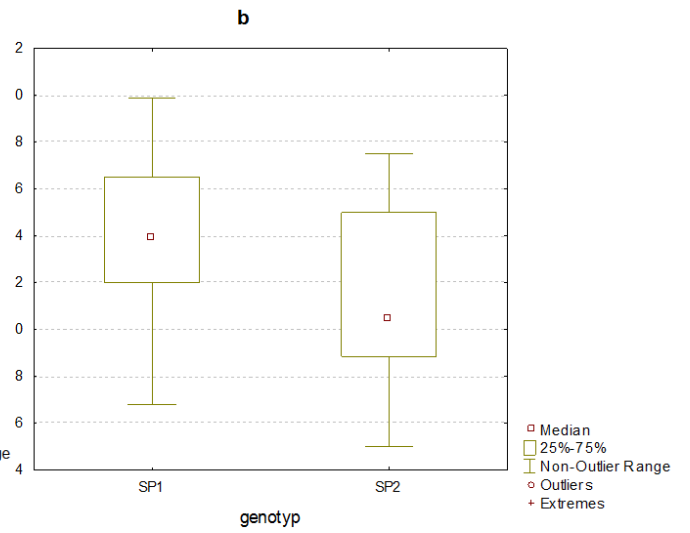 b
2
0
8
6
4
2
0
8
6
4
ge
SP1
SP2
genotyp
Median
25%-75%
Non-Outlier Range
Outliers
Extremes